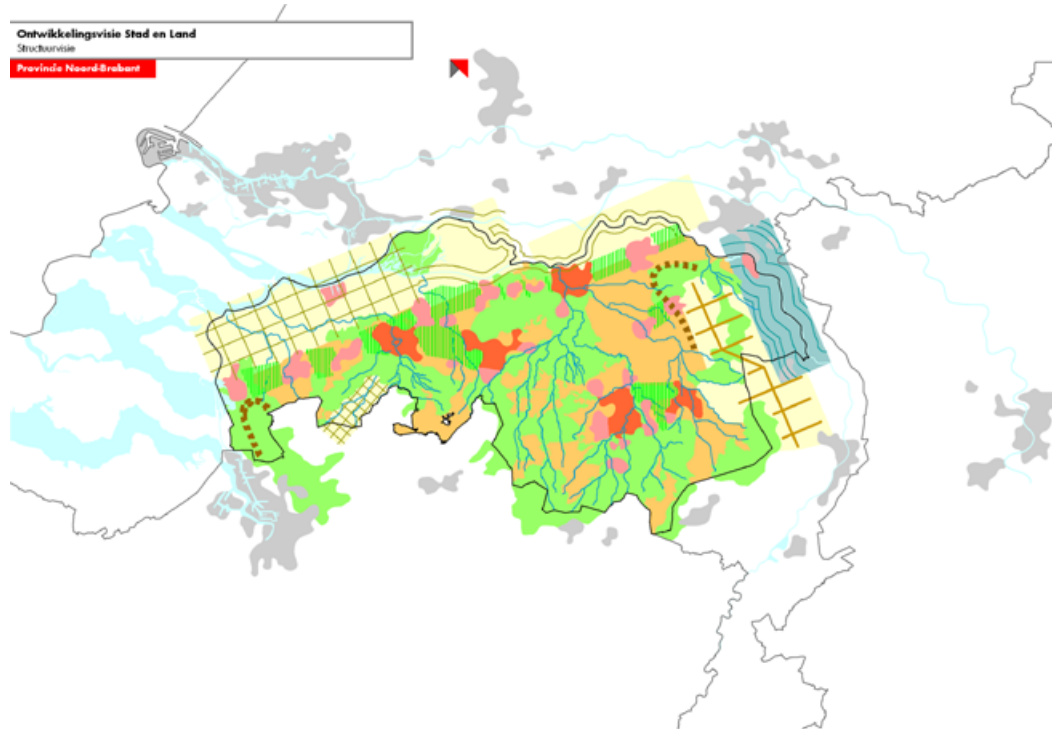 Ontwikkelingsvisie Stad en Land
Structuurvisie
Provincie Noord-Brabant